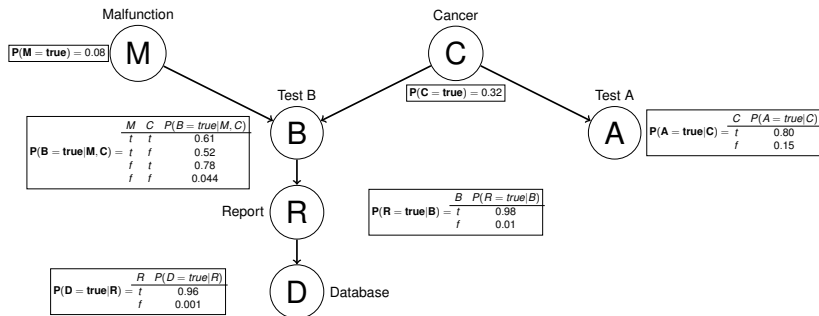 Malfunction
Cancer
P(M = true) = 0.08
M
C
Test B
P(C = true) = 0.32
Test A
M C P(B = true|M, C)
P(B = true|M, C) = t t 0.61
t f 0.52
f t 0.78
f f 0.044
B
A
C P(A = true|C)
P(A = true|C) = t 0.80
f 0.15
Report
R
B P(R = true|B)
P(R = true|B) = t 0.98
f 0.01
R P(D = true|R)
P(D = true|R) = t 0.96
f 0.001
D
Database